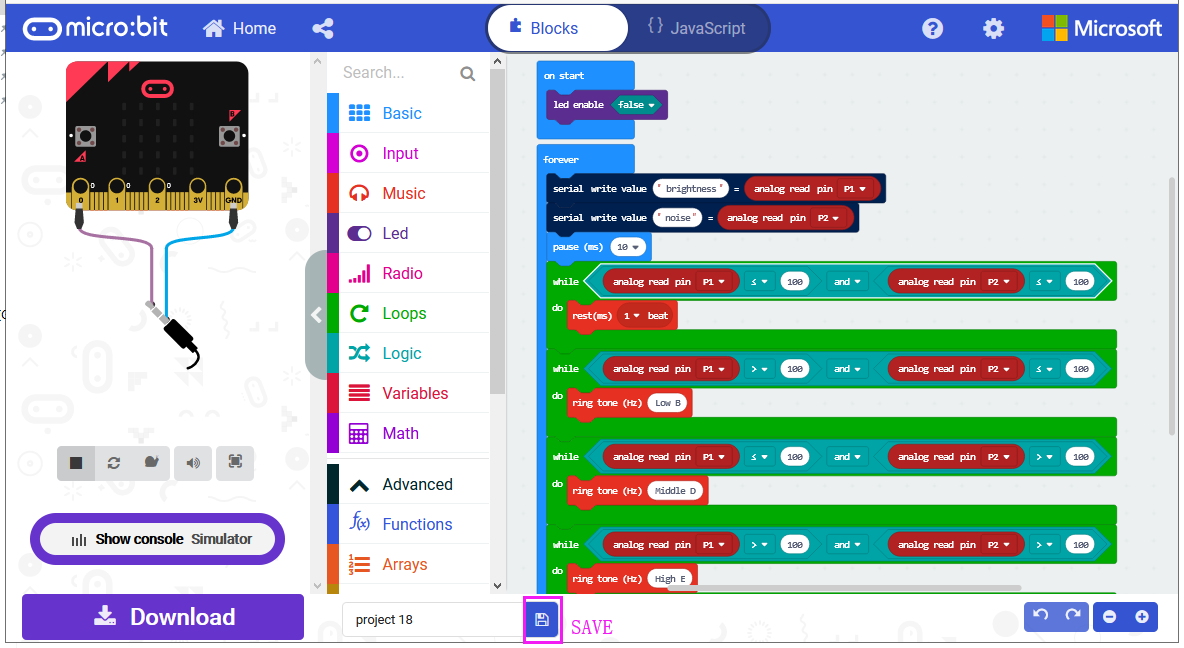 micro:bit Home Blocks {} JavaScript ? Microsoft
B
A
0 0 0
0 1 2 3V GND
Show console Simulator
Download
Search...
Basic
Input
Music
Led
Radio
Loops
Logic
Variables
Math
Advanced
f(x) Functions
1 2 3 Arrays
on start
led enable false
forever
serial write value "brightness" = analog read pin P1
serial write value "noise" = analog read pin P2
pause (ms) 10
while analog read pin P1 ≤ 100 and analog read pin P2 ≤ 100
do rest(ms) 1 beat
while analog read pin P1 > 100 and analog read pin P2 ≤ 100
do ring tone (Hz) Low B
while analog read pin P1 ≤ 100 and analog read pin P2 > 100
do ring tone (Hz) Middle D
while analog read pin P1 > 100 and analog read pin P2 > 100
do ring tone (Hz) High E
project 18 SAVE